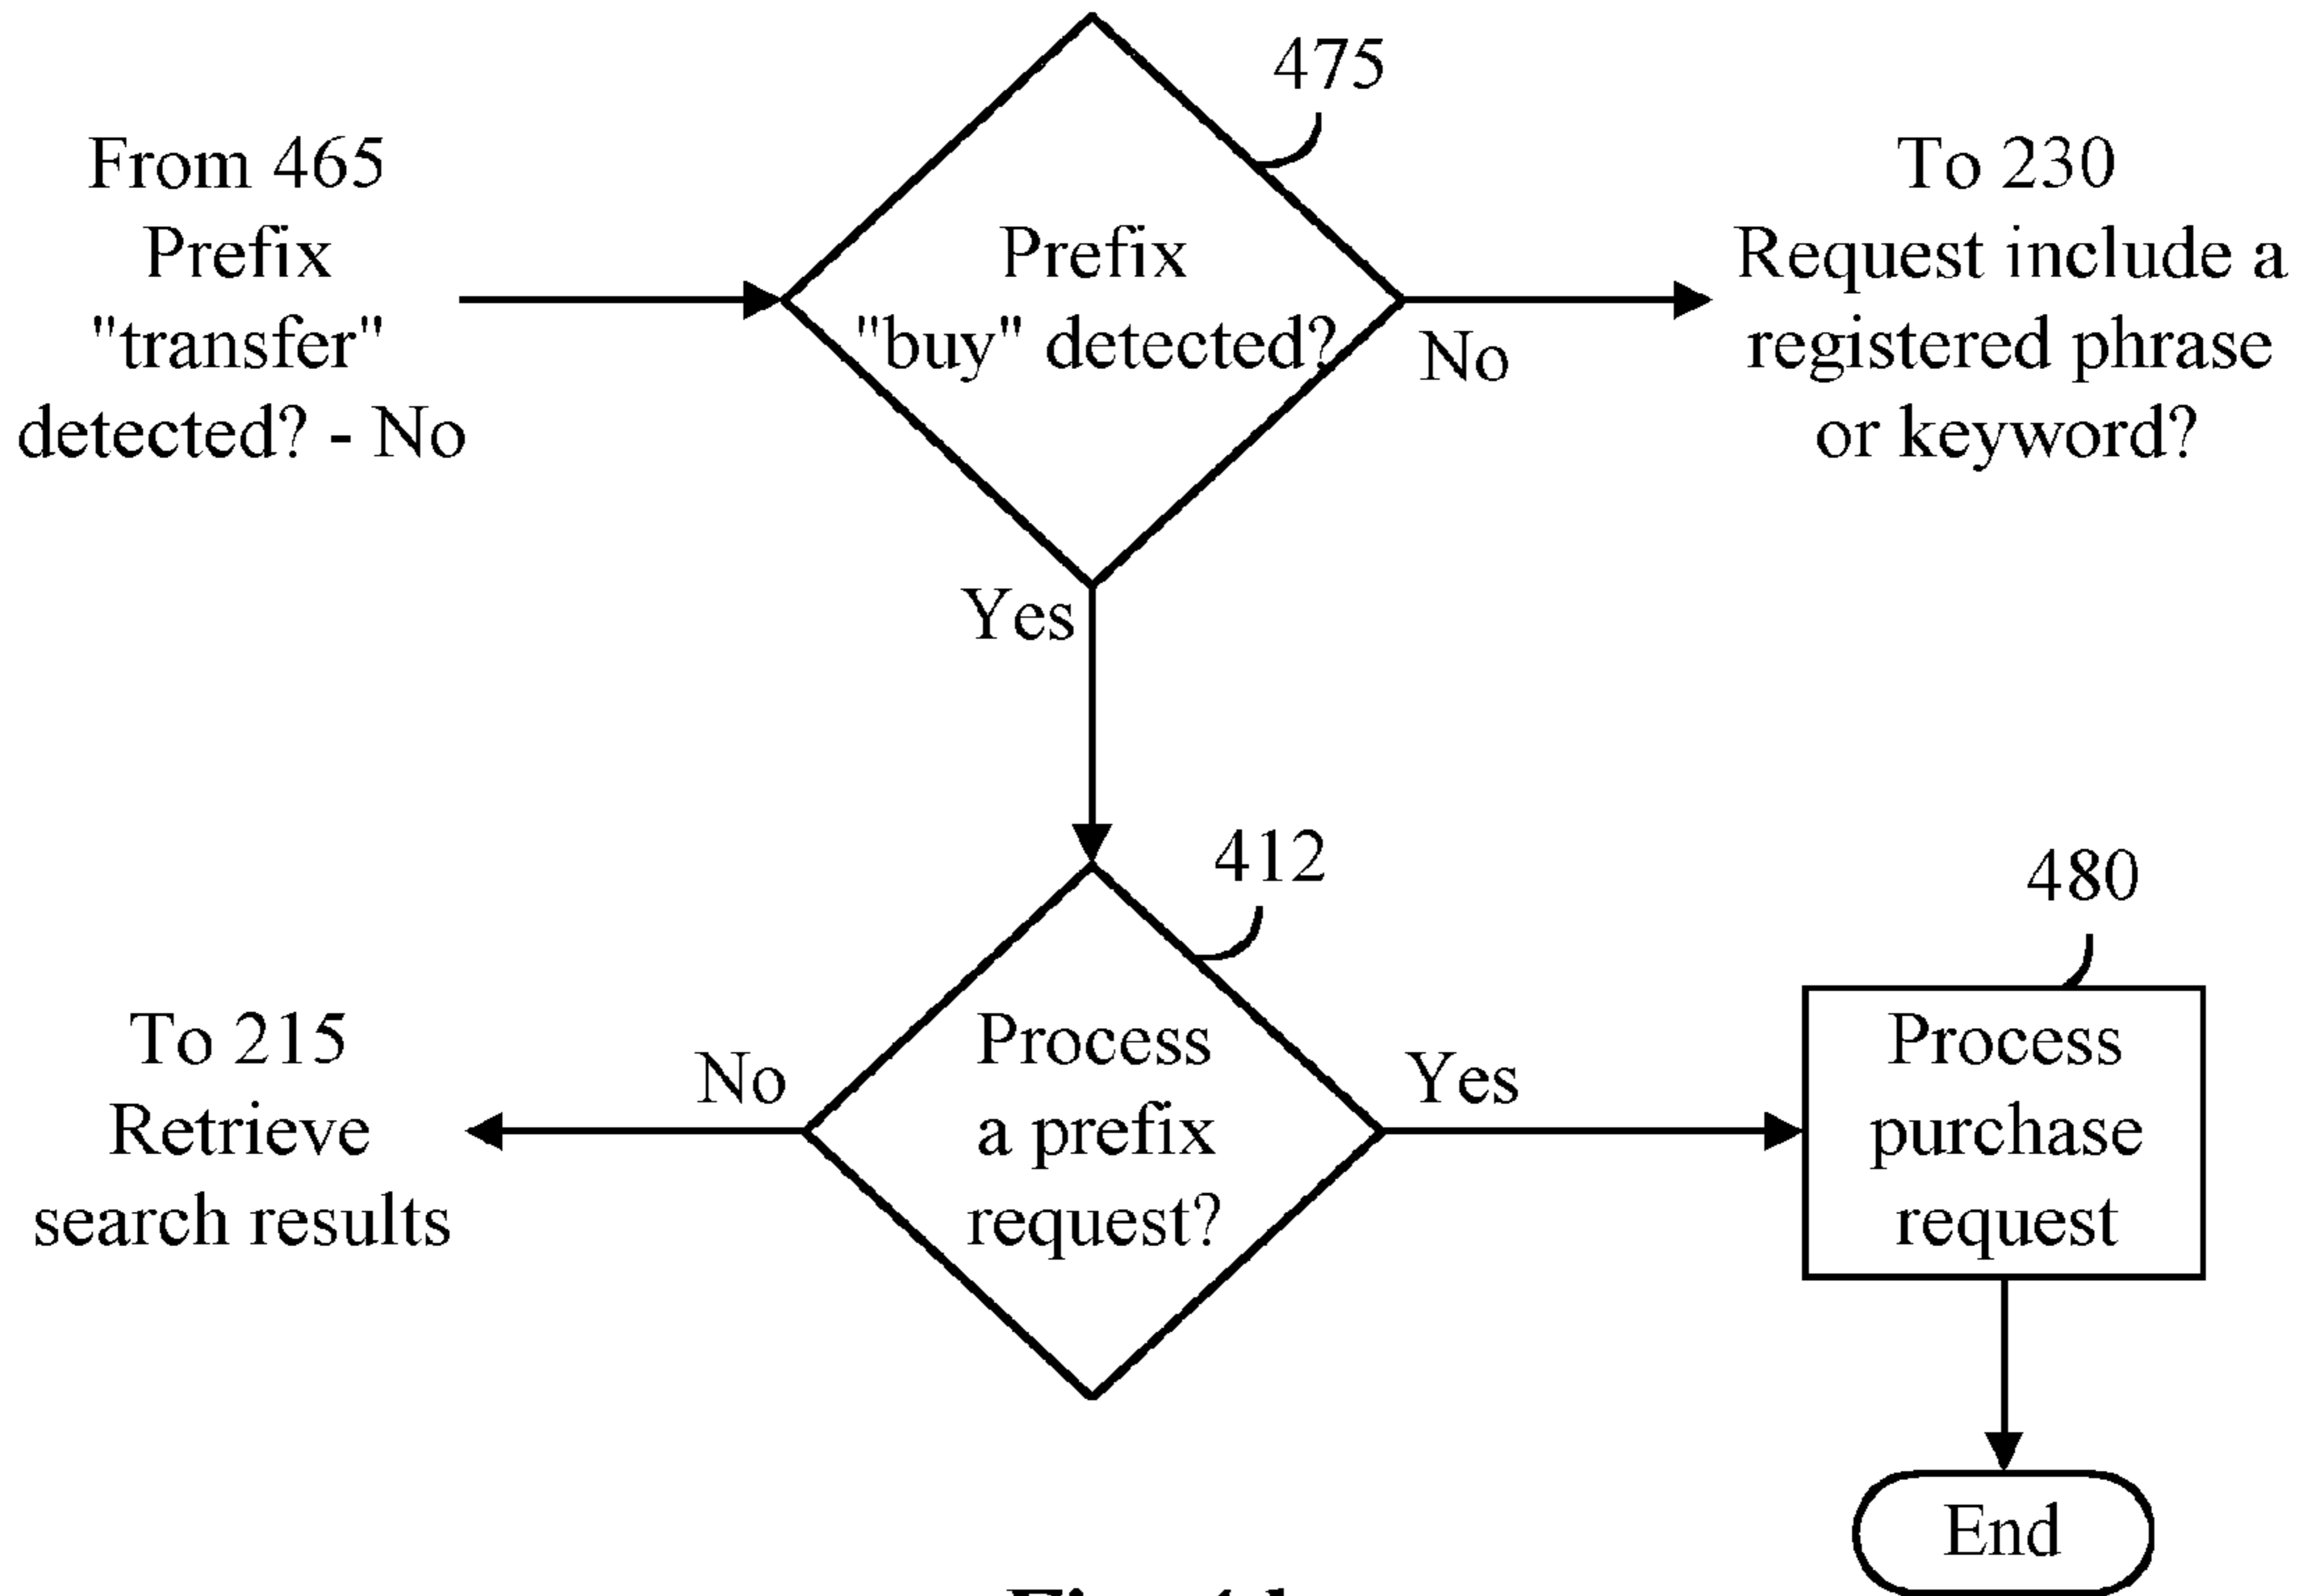 475
From 465
Prefix
"transfer"
detected? - No
Prefix
"buy" detected?
No
To 230
Request include a
registered phrase
or keyword?
Yes
412
480
To 215
Retrieve
search results
No
Process
a prefix
request?
Yes
Process
purchase
request
End